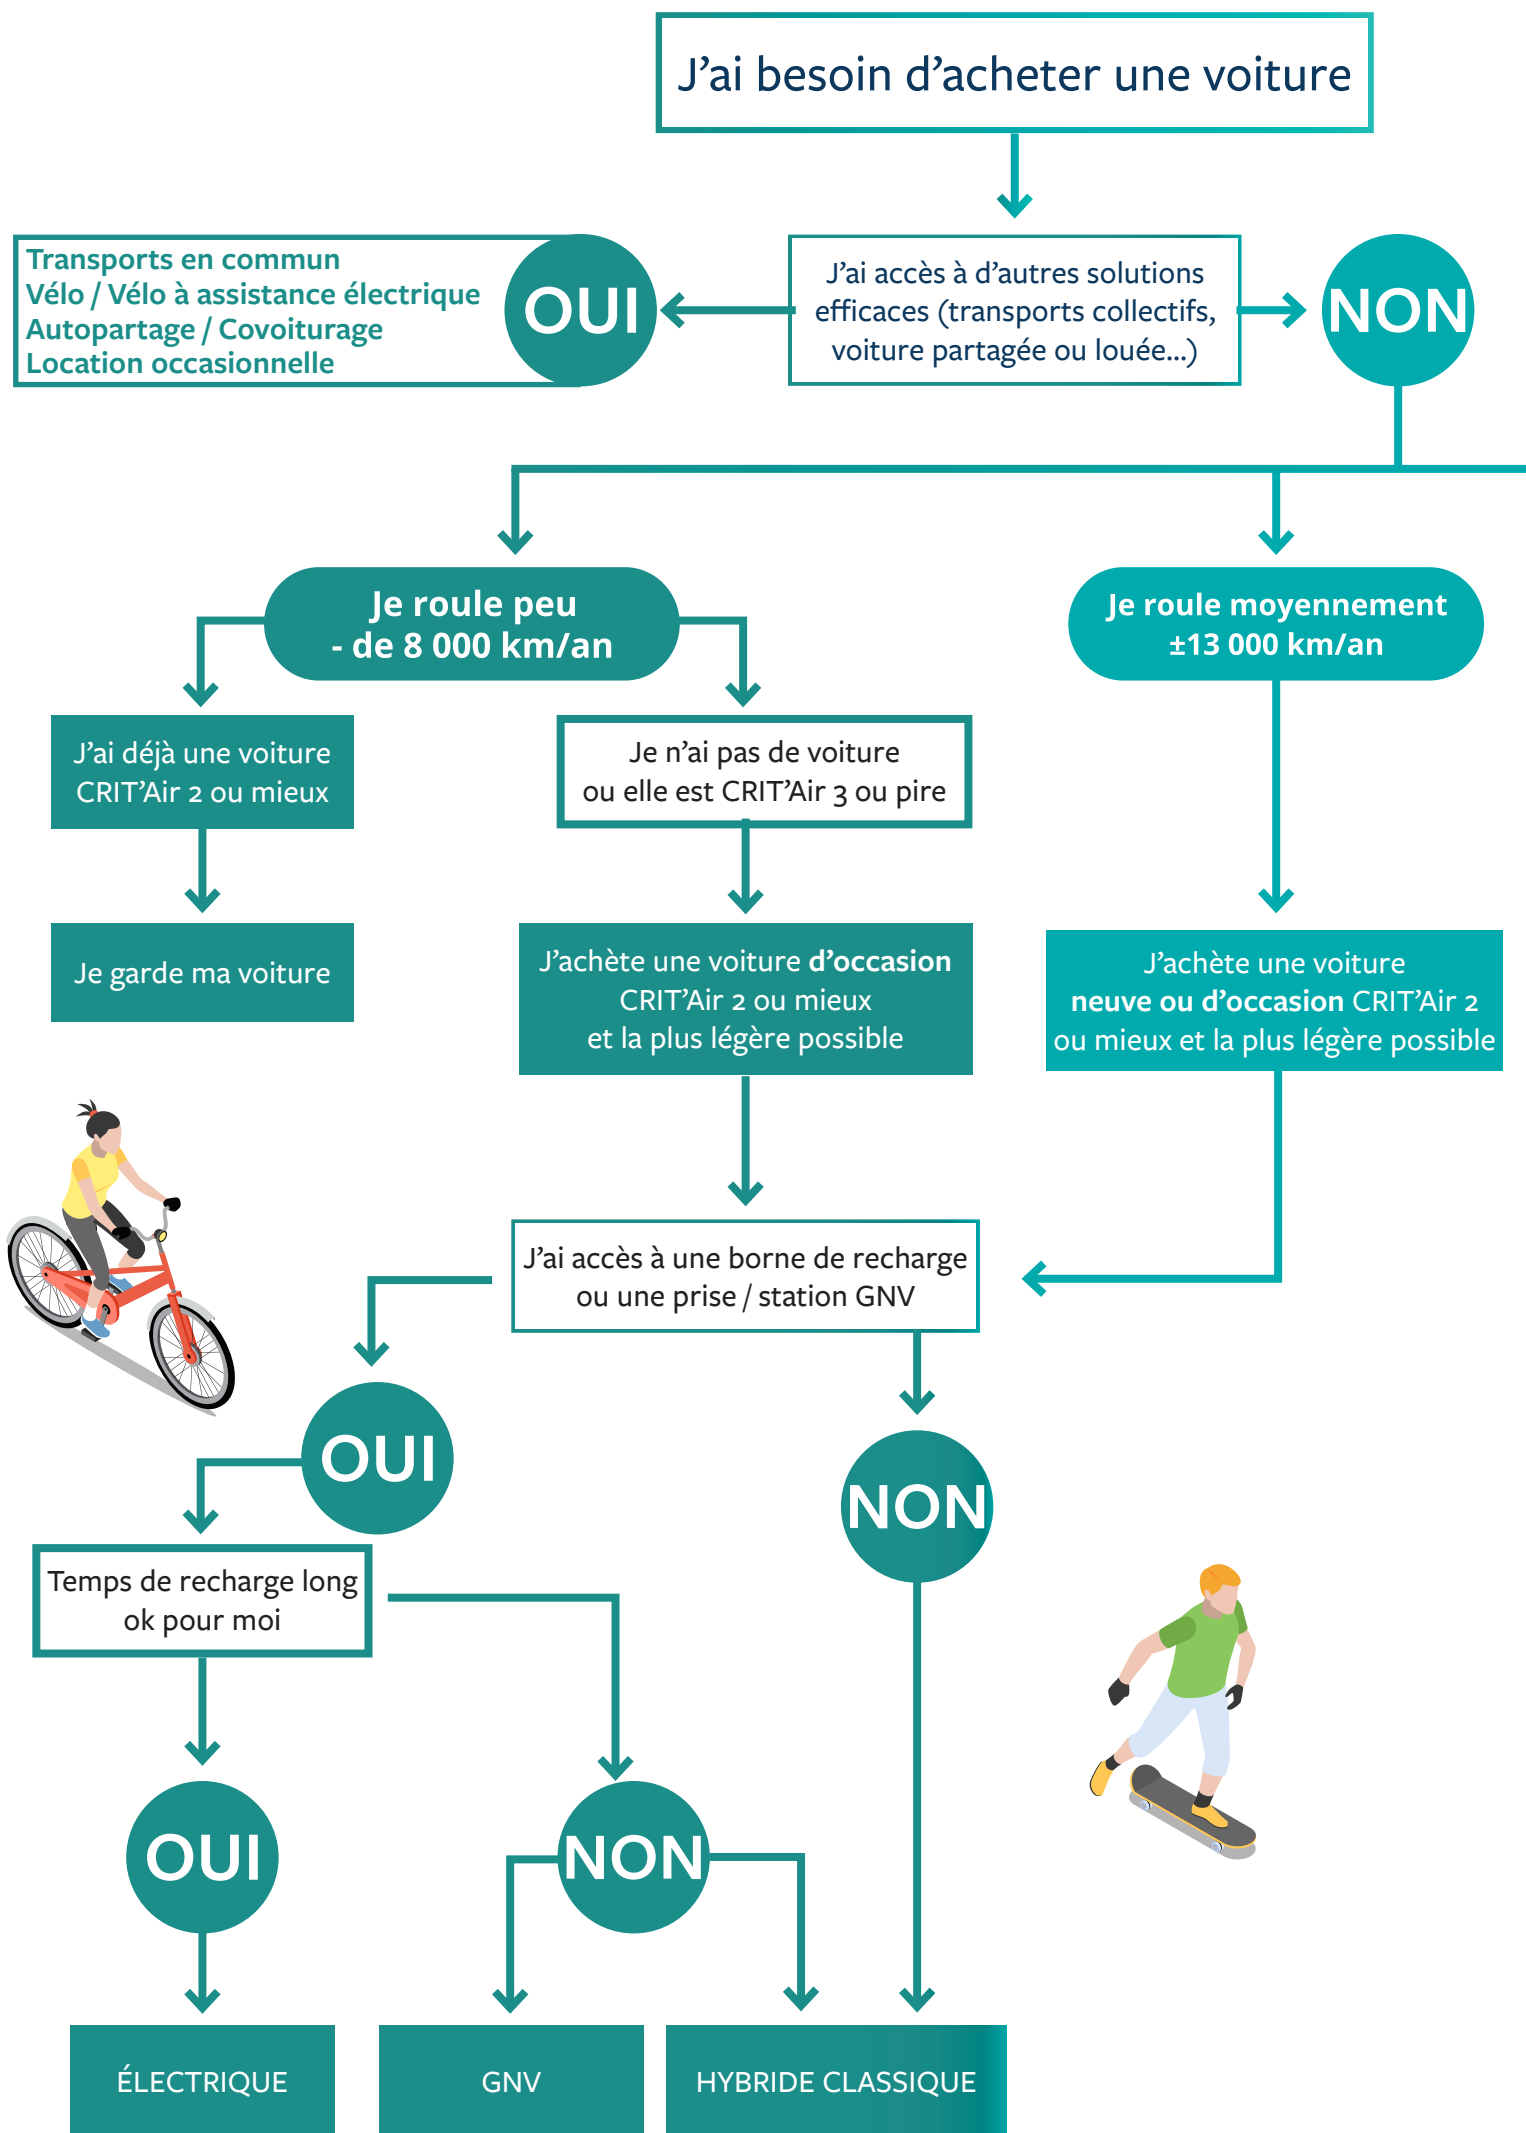 J'ai besoin d'acheter une voiture
Transports en commun
Vélo / Vélo à assistance électrique
Autopartage / Covoiturage
Location occasionnelle
OUI
J'ai accès à d'autres solutions
efficaces (transports collectifs,
voiture partagée ou louée...)
NON
Je roule peu
- de 8 000 km/an
Je roule moyennement
±13 000 km/an
J'ai déjà une voiture
CRIT'Air 2 ou mieux
Je n'ai pas de voiture
ou elle est CRIT'Air 3 ou pire
Je garde ma voiture
J'achète une voiture d'occasion
CRIT'Air 2 ou mieux
et la plus légère possible
J'achète une voiture
neuve ou d'occasion CRIT'Air 2
ou mieux et la plus légère possible
J'ai accès à une borne de recharge
ou une prise / station GNV
OUI
NON
Temps de recharge long
ok pour moi
OUI
NON
ÉLECTRIQUE
GNV
HYBRIDE CLASSIQUE